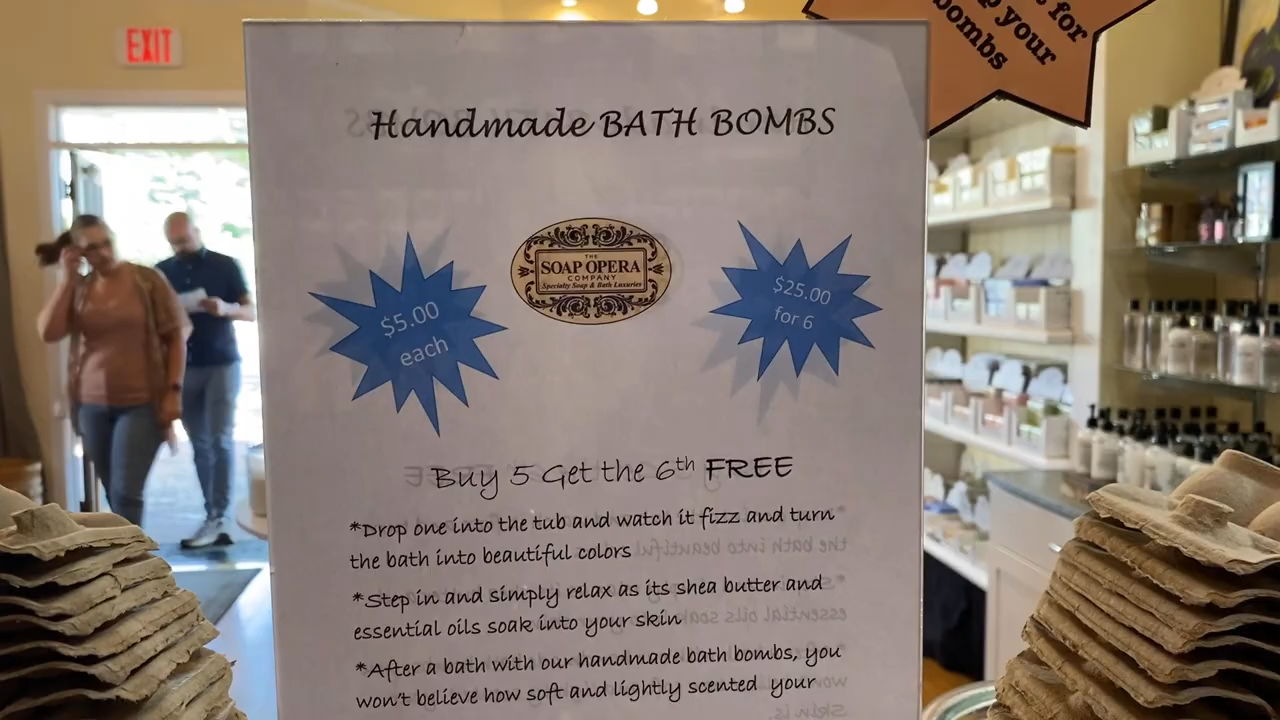 EXIT
t for
p your
bombs
Handmade BATH BOMBS
THE
SOAP OPERA
COMPANY
Specialty Soap & Bath Luxuries
$5.00
each
$25.00
for 6
Buy 5 Get the 6th FREE
*Drop one into the tub and watch it fizz and turn
the bath into beautiful colors
*Step in and simply relax as its shea butter and
essential oils soak into your skin
*After a bath with our handmade bath bombs, you
won't believe how soft and lightly scented your